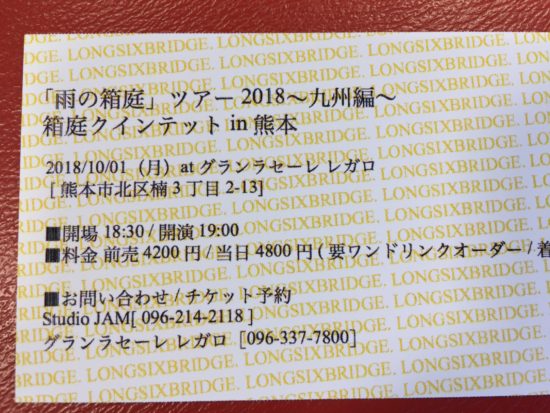 「雨の箱庭」ツアー 2018～九州編～
箱庭クインテット in 熊本
2018/10/01（月）at グランラセーレ レガロ
[ 熊本市北区楠 3 丁目 2-13]
■開場 18:30 / 開演 19:00
■料金 前売 4200 円 / 当日 4800 円 ( 要ワンドリンクオーダー / 着
■お問い合わせ / チケット予約
Studio JAM[ 096-214-2118 ]
グランラセーレ レガロ [096-337-7800]
LONGSIXBRIDGE.